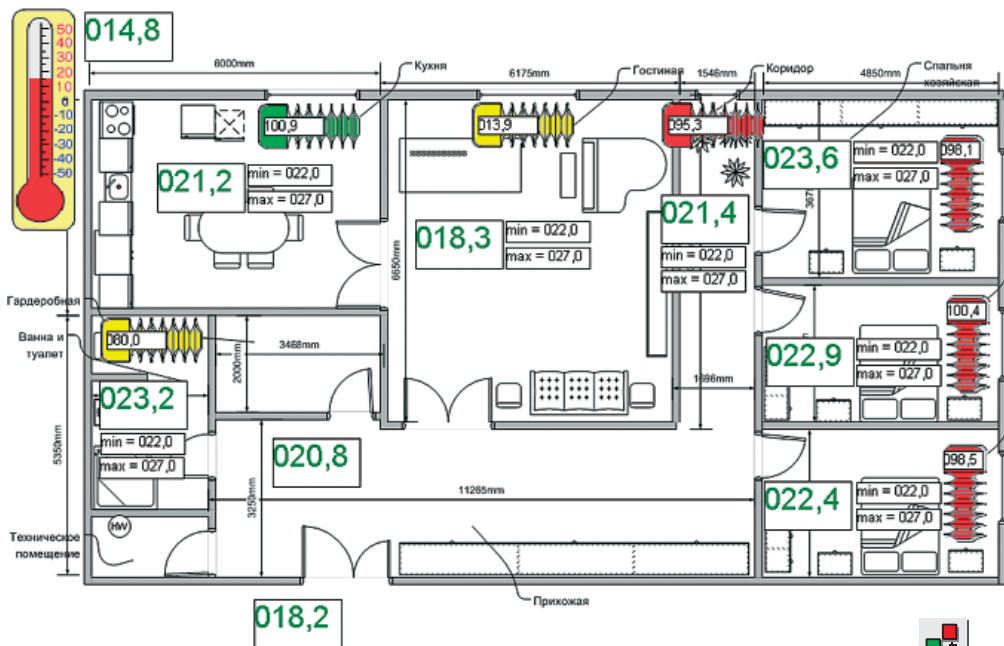 014,8
50
40
30
20
10
0
-10
-20
-30
-40
-50
6000mm
Кухня
6175mm
Гостиная
1546mm
Коридор
4850mm
Спальня
хозяйская
100,9
013,9
095,3
098,1
021,2
min = 022,0
max = 027,0
018,3
min = 022,0
max = 027,0
6650mm
021,4
min = 022,0
max = 027,0
023,6
min = 022,0
max = 027,0
Гардеробная
Ванна и
туалет
080,0
3468mm
2000mm
1696mm
100,4
022,9
min = 022,0
max = 027,0
023,2
min = 022,0
max = 027,0
5350mm
020,8
3250mm
11265mm
098,5
022,4
min = 022,0
max = 027,0
HW
Техническое
помещение
Прихожая
018,2